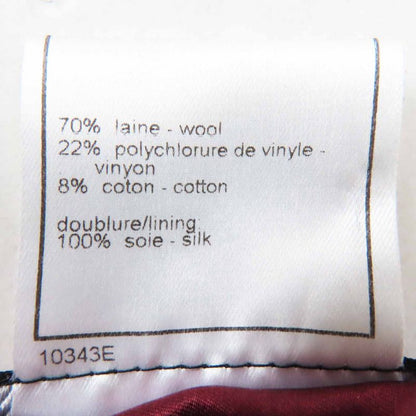 70% laine - wool
22% polychlorure de vinyle -
vinyon
8% coton - cotton
doublure/lining
100% soie - silk
10343E